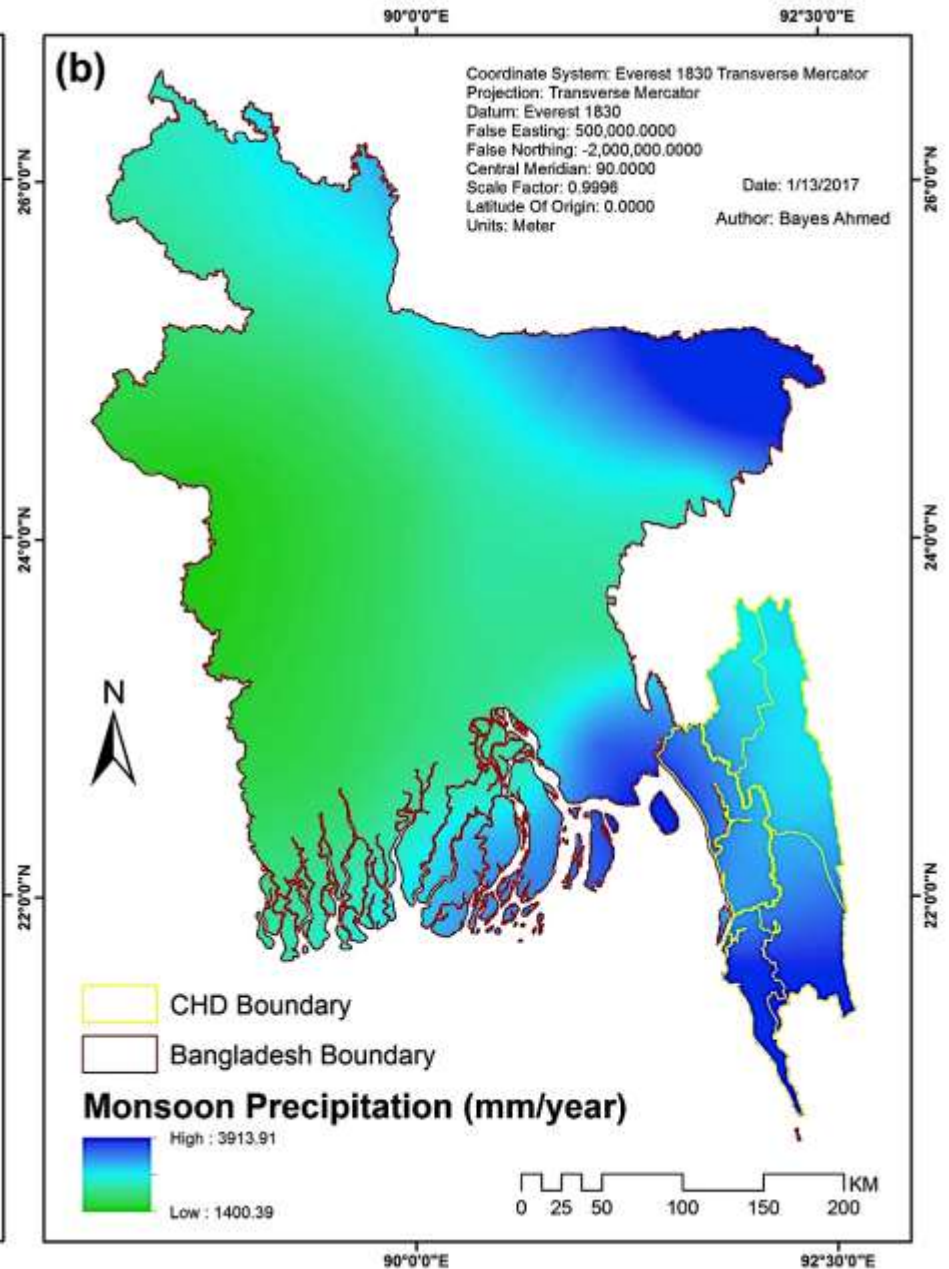 90°0'0"E
92°30'0"E
(b)
Coordinate System: Everest 1830 Transverse Mercator
Projection: Transverse Mercator
Datum: Everest 1830
False Easting: 500,000.0000
False Northing: -2,000,000.0000
Central Meridian: 90.0000
Scale Factor: 0.9996
Latitude Of Origin: 0.0000
Units: Meter
Date: 1/13/2017
Author: Bayes Ahmed
26°0'0"N
26°0'0"N
24°0'0"N
24°0'0"N
N
22°0'0"N
22°0'0"N
CHD Boundary
Bangladesh Boundary
Monsoon Precipitation (mm/year)
High : 3913.91
Low : 1400.39
KM
0 25 50 100 150 200
90°0'0"E
92°30'0"E